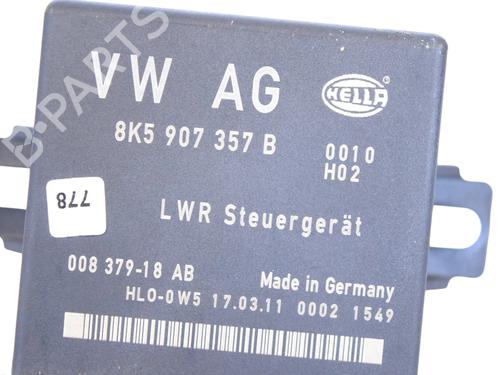 B-PARTS
VW AG
HELLA
8K5 907 357 B
0010
H02
778
LWR Steuergerät
008 379-18 AB
Made in Germany
HLO-0W5 17.03.11 0002 1549